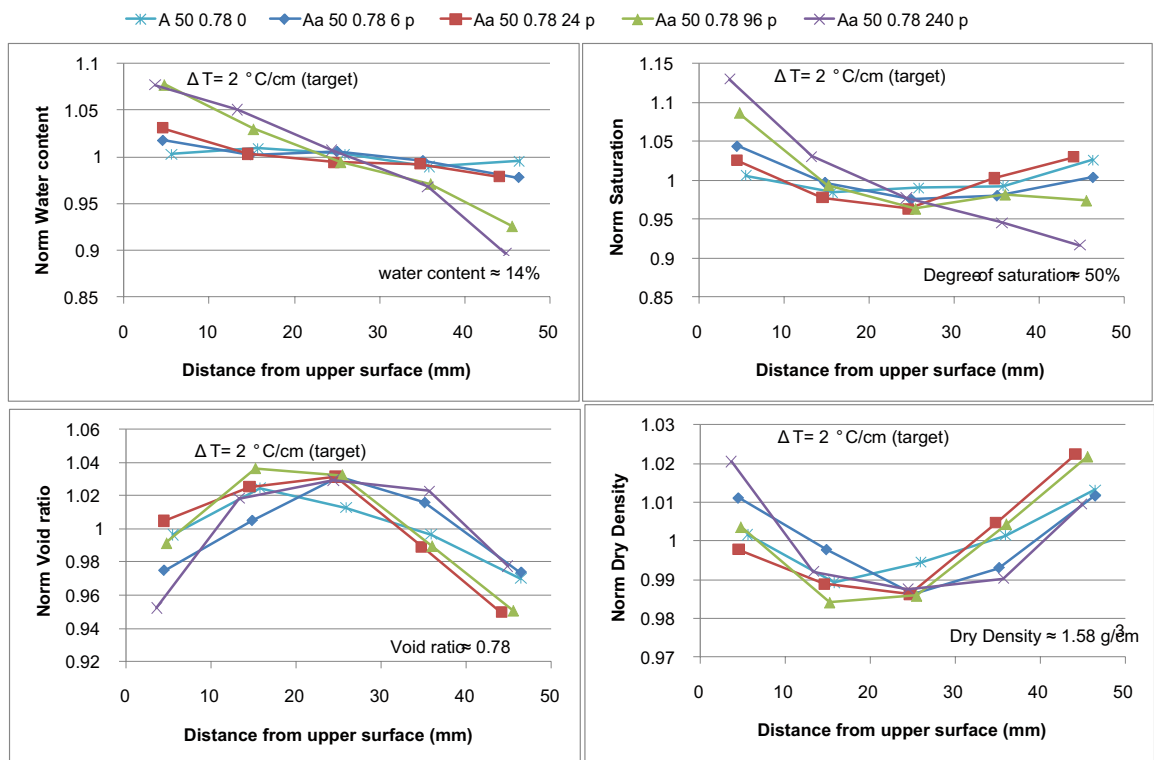 A 50 0.78 0 Aa 50 0.78 6 p Aa 50 0.78 24 p Aa 50 0.78 96 p Aa 50 0.78 240 p
1.1
1.05
1
0.95
0.9
0.85
0 10 20 30 40 50
Norm Water content
Δ T= 2 °C/cm (target)
water content ≈ 14%
Distance from upper surface (mm)
1.15
1.1
1.05
1
0.95
0.9
0.85
0 10 20 30 40 50
Norm Saturation
Δ T= 2 °C/cm (target)
Degree of saturation ≈ 50%
Distance from upper surface (mm)
1.06
1.04
1.02
1
0.98
0.96
0.94
0.92
0 10 20 30 40 50
Norm Void ratio
Δ T= 2 °C/cm (target)
Void ratio ≈ 0.78
Distance from upper surface (mm)
1.03
1.02
1.01
1
0.99
0.98
0.97
0 10 20 30 40 50
Norm Dry Density
Δ T= 2 °C/cm (target)
Dry Density ≈ 1.58 g/cm³
Distance from upper surface (mm)